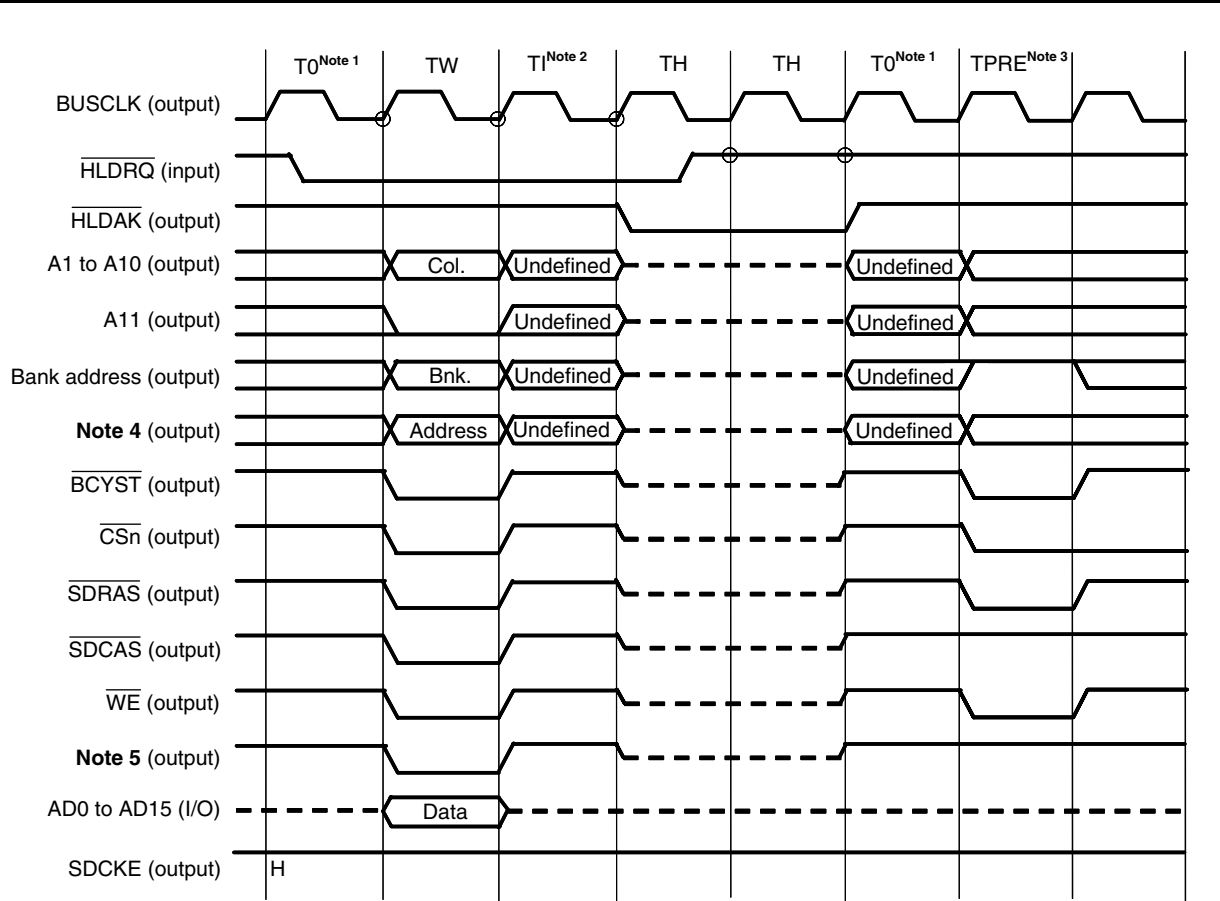 T0Note 1 TW TINote 2 TH TH T0Note 1 TPRENote 3
BUSCLK (output)
HLDRQ (input)
HLDAK (output)
A1 to A10 (output) Col. Undefined Undefined
A11 (output) Undefined Undefined
Bank address (output) Bnk. Undefined Undefined
Note 4 (output) Address Undefined Undefined
BCYST (output)
CSn (output)
SDRAS (output)
SDCAS (output)
WE (output)
Note 5 (output)
AD0 to AD15 (I/O) Data
SDCKE (output) H